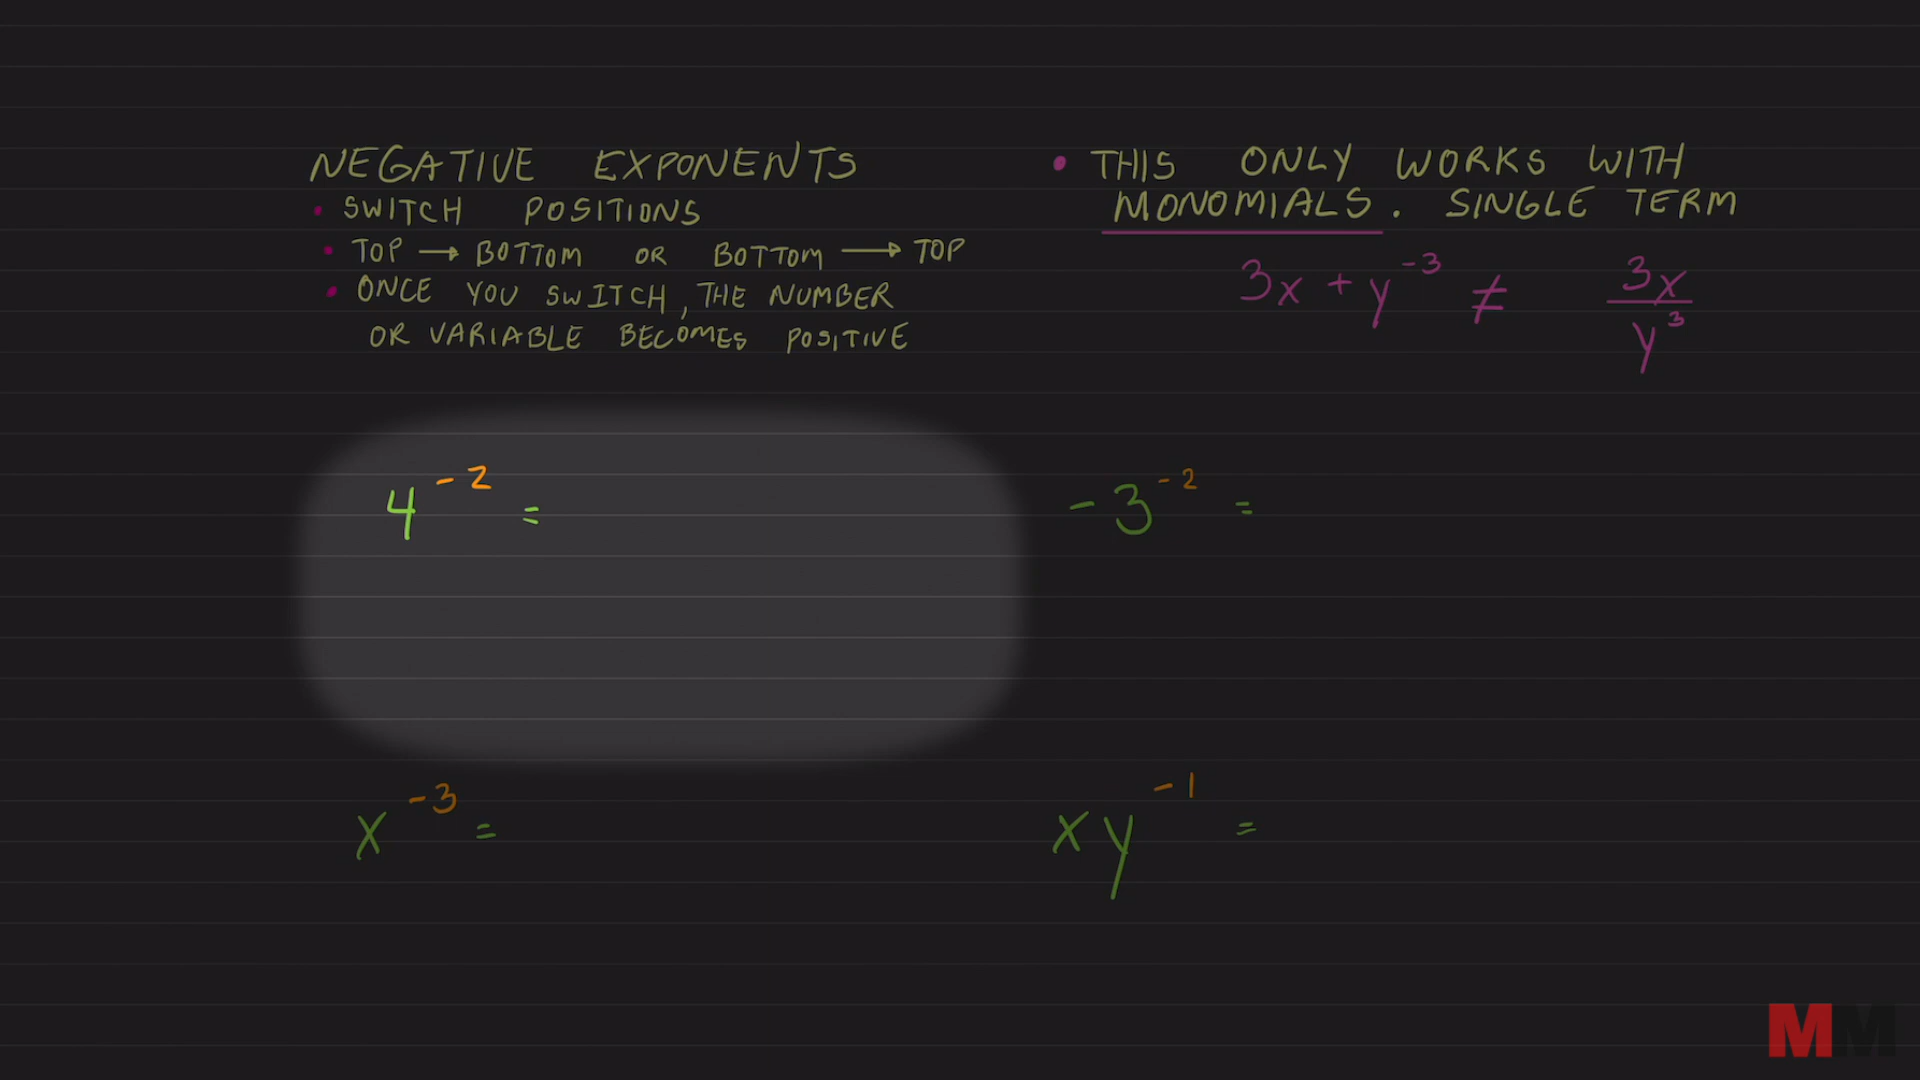 NEGATIVE EXPONENTS
• SWITCH POSITIONS
• TOP → BOTTOM OR BOTTOM → TOP
• ONCE YOU SWITCH, THE NUMBER
OR VARIABLE BECOMES POSITIVE
• THIS ONLY WORKS WITH
MONOMIALS. SINGLE TERM
3x + y⁻³ ≠ 3x/y³
4⁻² =
-3⁻² =
x⁻³ =
xy⁻¹ =
MM